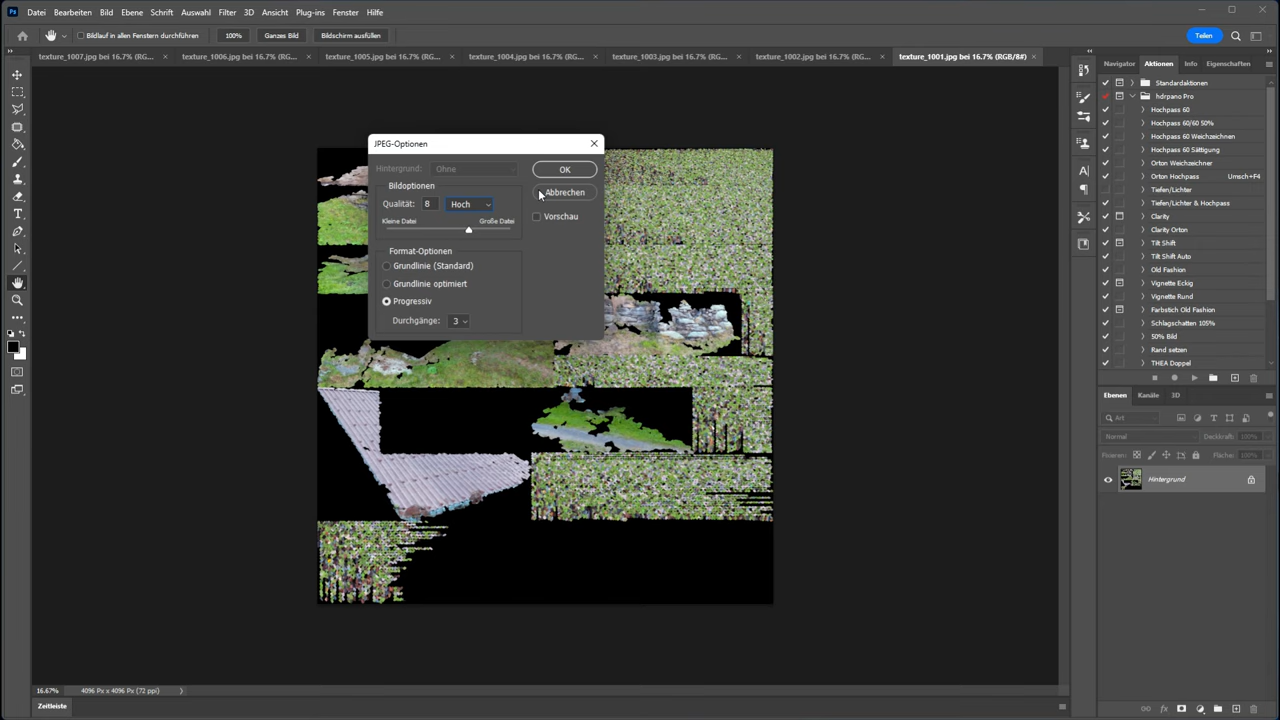 Ps Datei Bearbeiten Bild Ebene Schrift Auswahl Filter 3D Ansicht Plug-ins Fenster Hilfe
Bildlauf in allen Fenstern durchführen 100% Ganzes Bild Bildschirm ausfüllen Teilen
texture_1007.jpg bei 16.7% (RG... texture_1006.jpg bei 16.7% (RG... texture_1005.jpg bei 16.7% (RG... texture_1004.jpg bei 16.7% (RG... texture_1003.jpg bei 16.7% (RG... texture_1002.jpg bei 16.7% (RG... texture_1001.jpg bei 16.7% (RGB/8#)
JPEG-Optionen
Hintergrund: Ohne
OK
Bildoptionen
Abbrechen
Qualität: 8 Hoch
Vorschau
Kleine Datei Große Datei
Format-Optionen
Grundlinie (Standard)
Grundlinie optimiert
Progressiv
Durchgänge: 3
Navigator Aktionen Info Eigenschaften
Standardaktionen
hdrpano Pro
Hochpass 60
Hochpass 60/60 50%
Hochpass 60 Weichzeichnen
Hochpass 60 Sättigung
Orton Weichzeichner
Orton Hochpass Umsch+F4
Tiefen/Lichter
Tiefen/Lichter & Hochpass
Clarity
Clarity Orton
Tilt Shift
Tilt Shift Auto
Old Fashion
Vignette Eckig
Vignette Rund
Farbstich Old Fashion
Schlagschatten 105%
50% Bild
Rand setzen
THEA Doppel
Ebenen Kanäle 3D
Art
Normal Deckkraft: 100%
Fixieren: Fläche: 100%
Hintergrund
16.67% 4096 Px x 4096 Px (72 ppi)
Zeitleiste